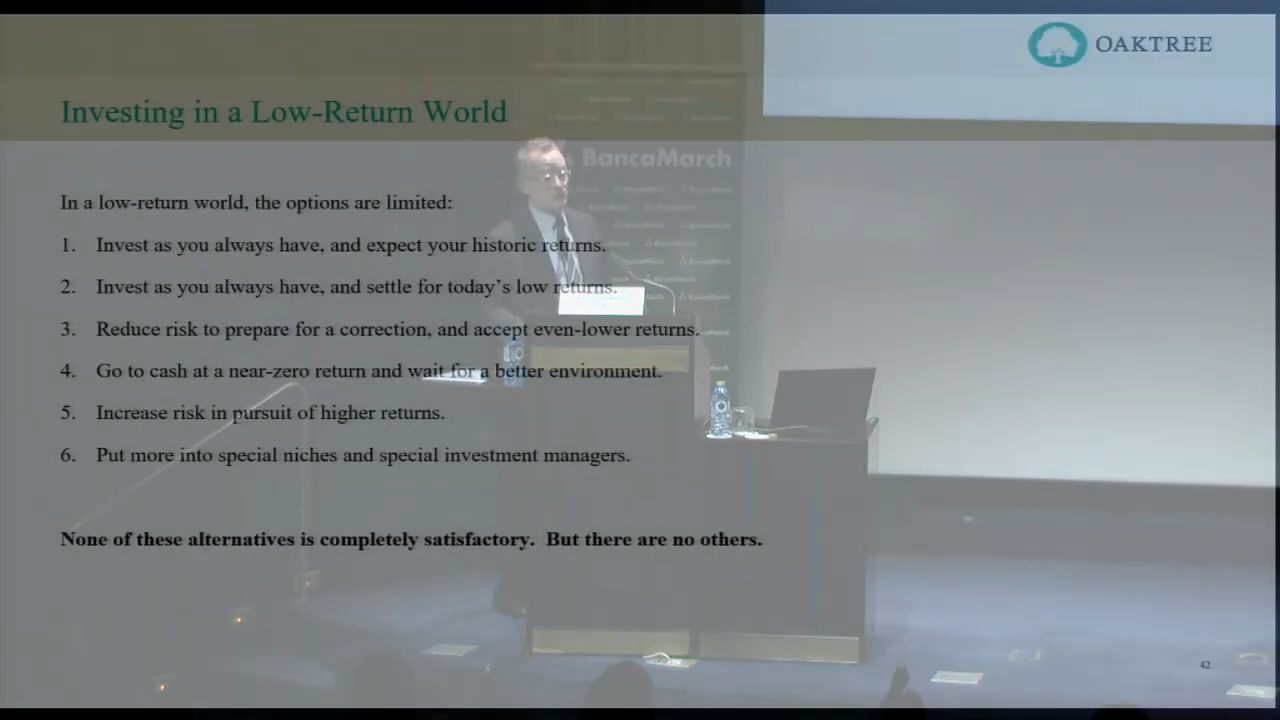 OAKTREE
Investing in a Low-Return World
BancaMarch
In a low-return world, the options are limited:
1. Invest as you always have, and expect your historic returns.
2. Invest as you always have, and settle for today's low returns.
3. Reduce risk to prepare for a correction, and accept even-lower returns.
4. Go to cash at a near-zero return and wait for a better environment.
5. Increase risk in pursuit of higher returns.
6. Put more into special niches and special investment managers.
None of these alternatives is completely satisfactory. But there are no others.
42